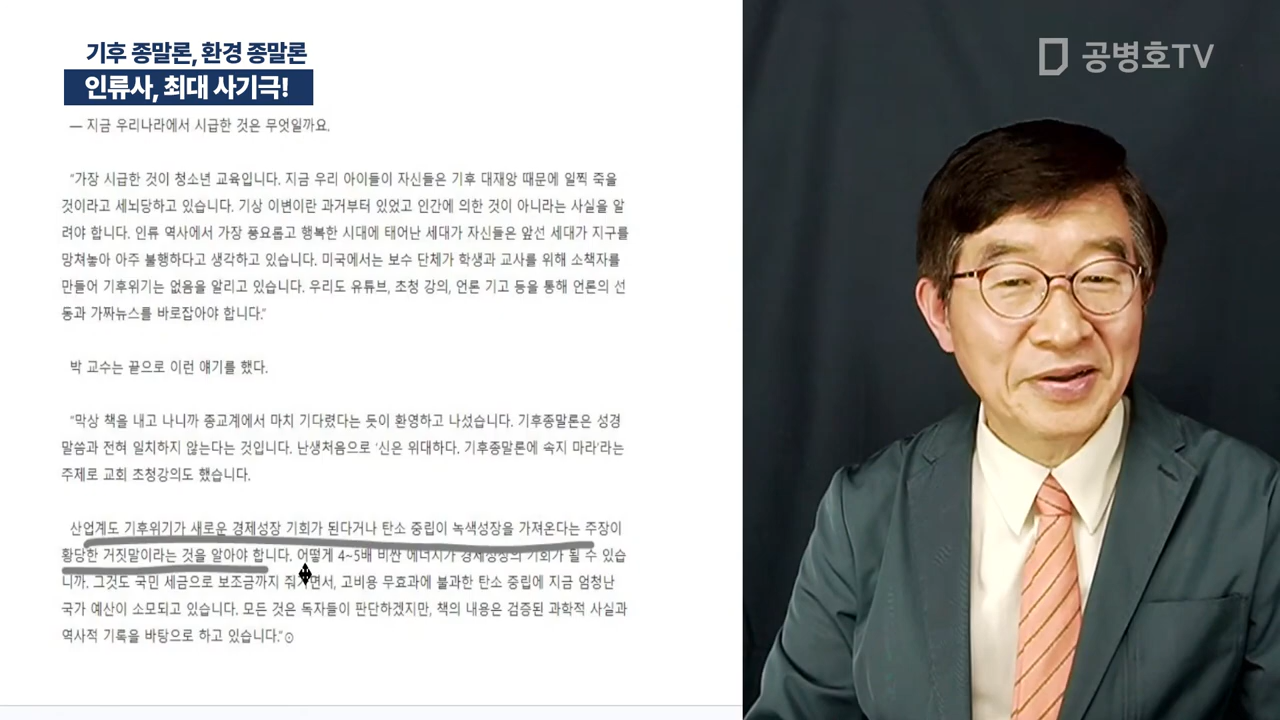 기후 종말론, 환경 종말론
인류사, 최대 사기극!
공병호TV
— 지금 우리나라에서 시급한 것은 무엇일까요.
"가장 시급한 것이 청소년 교육입니다. 지금 우리 아이들이 자신들은 기후 대재앙 때문에 일찍 죽을
것이라고 세뇌당하고 있습니다. 기상 이변이란 과거부터 있었고 인간에 의한 것이 아니라는 사실을 알
려야 합니다. 인류 역사에서 가장 풍요롭고 행복한 시대에 태어난 세대가 자신들은 앞선 세대가 지구를
망쳐놓아 아주 불행하다고 생각하고 있습니다. 미국에서는 보수 단체가 학생과 교사를 위해 소책자를
만들어 기후위기는 없음을 알리고 있습니다. 우리도 유튜브, 초청 강의, 언론 기고 등을 통해 언론의 선
동과 가짜뉴스를 바로잡아야 합니다."
박 교수는 끝으로 이런 얘기를 했다.
"막상 책을 내고 나니까 종교계에서 마치 기다렸다는 듯이 환영하고 나섰습니다. 기후종말론은 성경
말씀과 전혀 일치하지 않는다는 것입니다. 난생처음으로 '신은 위대하다. 기후종말론에 속지 마라'라는
주제로 교회 초청강의도 했습니다.
산업계도 기후위기가 새로운 경제성장 기회가 된다거나 탄소 중립이 녹색성장을 가져온다는 주장이
황당한 거짓말이라는 것을 알아야 합니다. 어떻게 4~5배 비싼 에너지가 경제성장의 기회가 될 수 있습
니까. 그것도 국민 세금으로 보조금까지 줘가면서, 고비용 무효과에 불과한 탄소 중립에 지금 엄청난
국가 예산이 소모되고 있습니다. 모든 것은 독자들이 판단하겠지만, 책의 내용은 검증된 과학적 사실과
역사적 기록을 바탕으로 하고 있습니다."⊙